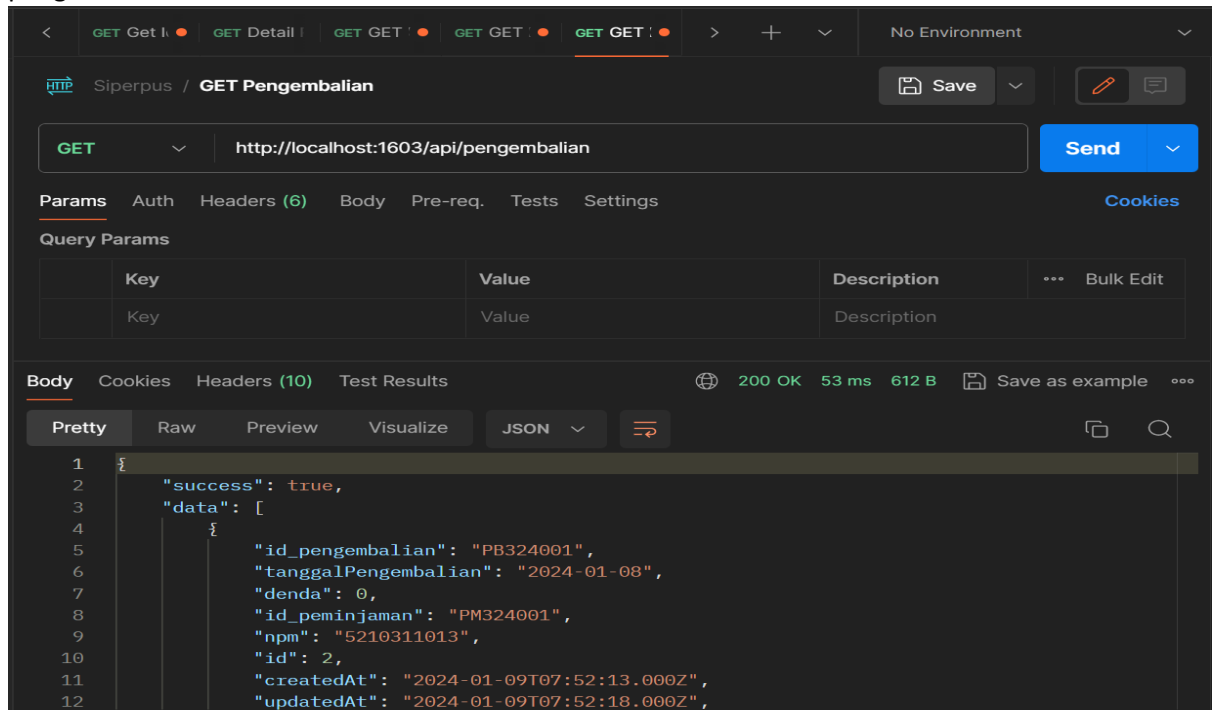 GET Get I GET Detail GET GET GET GET GET GET No Environment
HTTP Siperpus / GET Pengembalian Save
GET http://localhost:1603/api/pengembalian Send
Params Auth Headers (6) Body Pre-req. Tests Settings Cookies
Query Params
Key Value Description Bulk Edit
Key Value Description
Body Cookies Headers (10) Test Results 200 OK 53 ms 612 B Save as example
Pretty Raw Preview Visualize JSON
1 {
2 "success": true,
3 "data": [
4 {
5 "id_pengembalian": "PB324001",
6 "tanggalPengembalian": "2024-01-08",
7 "denda": 0,
8 "id_peminjaman": "PM324001",
9 "npm": "5210311013",
10 "id": 2,
11 "createdAt": "2024-01-09T07:52:13.000Z",
12 "updatedAt": "2024-01-09T07:52:18.000Z",